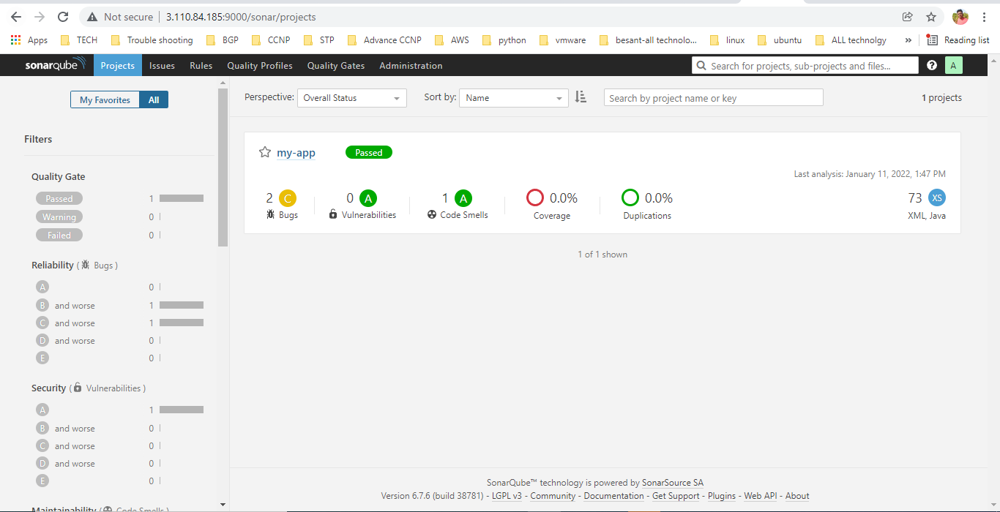 Not secure | 3.110.84.185:9000/sonar/projects
Apps TECH Trouble shooting BGP CCNP STP Advance CCNP AWS python vmware besant-all technolo... linux ubuntu ALL technolgy » Reading list
sonarqube Projects Issues Rules Quality Profiles Quality Gates Administration Search for projects, sub-projects and files... ? A
My Favorites All
Perspective: Overall Status Sort by: Name Search by project name or key 1 projects
Filters
Quality Gate
Passed 1
Warning 0
Failed 0
Reliability ( Bugs )
A 0
B and worse 1
C and worse 1
D and worse 0
E 0
Security ( Vulnerabilities )
A 1
B and worse 0
C and worse 0
D and worse 0
E 0
Maintainability ( Code Smells )
my-app Passed
Last analysis: January 11, 2022, 1:47 PM
2 C 0 A 1 A 0.0% 0.0% 73 XS
Bugs Vulnerabilities Code Smells Coverage Duplications XML, Java
1 of 1 shown
SonarQube™ technology is powered by SonarSource SA
Version 6.7.6 (build 38781) - LGPL v3 - Community - Documentation - Get Support - Plugins - Web API - About